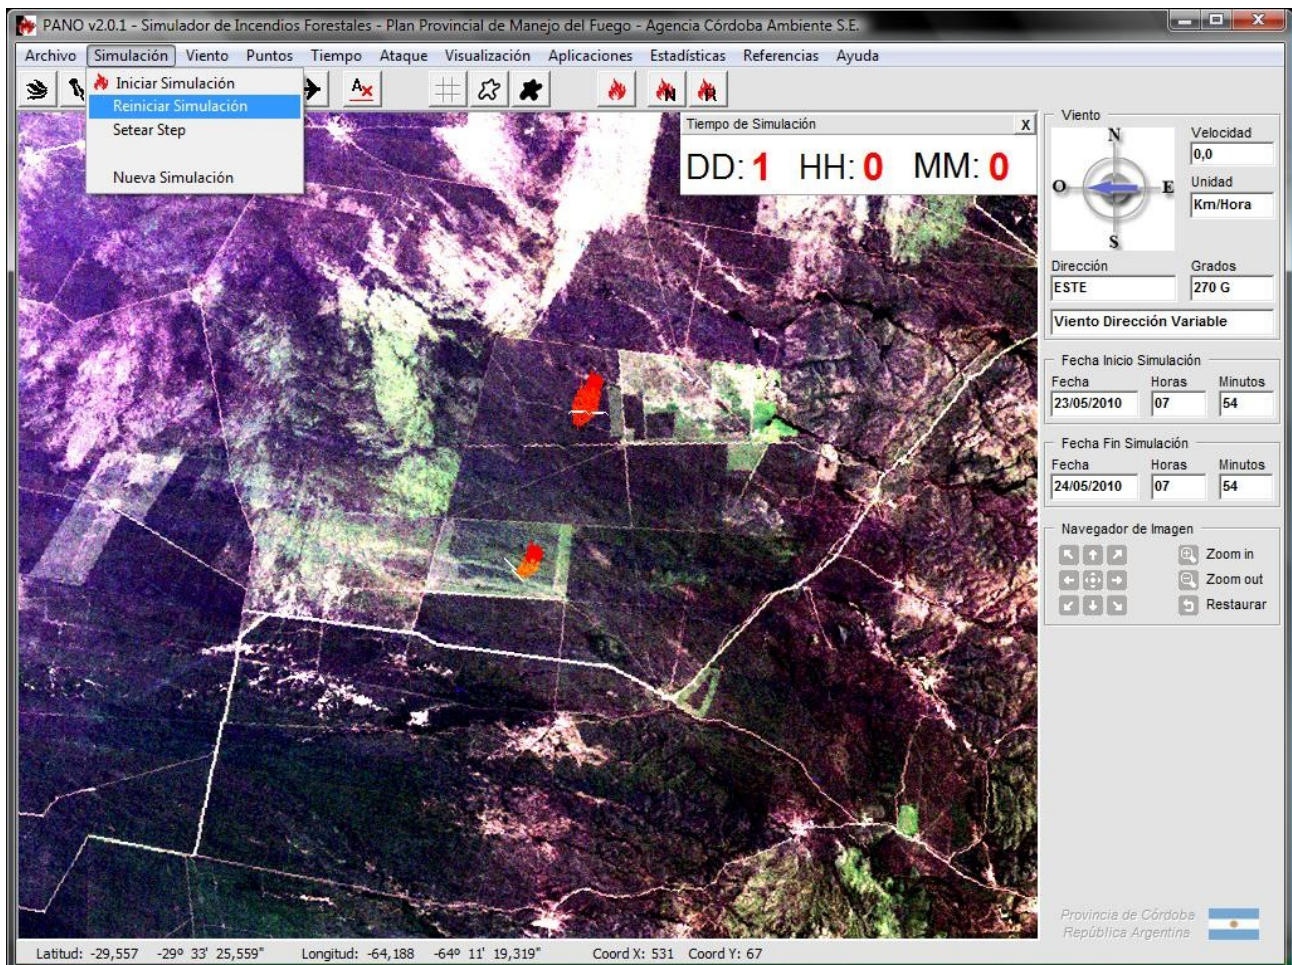 PANO v2.0.1 - Simulador de Incendios Forestales - Plan Provincial de Manejo del Fuego - Agencia Córdoba Ambiente S.E.
Archivo Simulación Viento Puntos Tiempo Ataque Visualización Aplicaciones Estadísticas Referencias Ayuda
Iniciar Simulación
Reiniciar Simulación
Setear Step
Nueva Simulación
A x
N
R
Tiempo de Simulación X
DD: 1 HH: 0 MM: 0
Viento
N
O E
S
Velocidad
0,0
Unidad
Km/Hora
Dirección Grados
ESTE 270 G
Viento Dirección Variable
Fecha Inicio Simulación
Fecha Horas Minutos
23/05/2010 07 54
Fecha Fin Simulación
Fecha Horas Minutos
24/05/2010 07 54
Navegador de Imagen
Zoom in
Zoom out
Restaurar
Provincia de Córdoba
República Argentina
Latitud: -29,557 -29º 33' 25,559" Longitud: -64,188 -64º 11' 19,319" Coord X: 531 Coord Y: 67